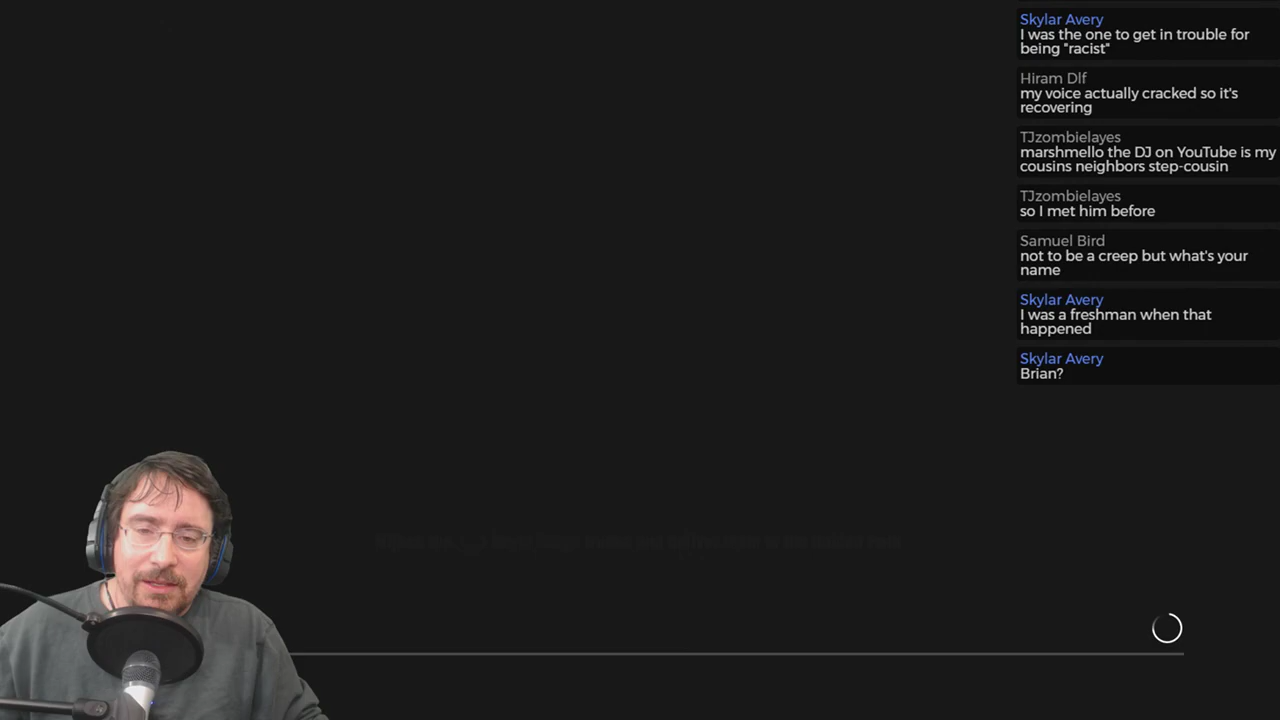 Skylar Avery
I was the one to get in trouble for
being "racist"
Hiram Dlf
my voice actually cracked so it's
recovering
TJzombielayes
marshmello the DJ on YouTube is my
cousins neighbors step-cousin
TJzombielayes
so I met him before
Samuel Bird
not to be a creep but what's your
name
Skylar Avery
I was a freshman when that
happened
Skylar Avery
Brian?